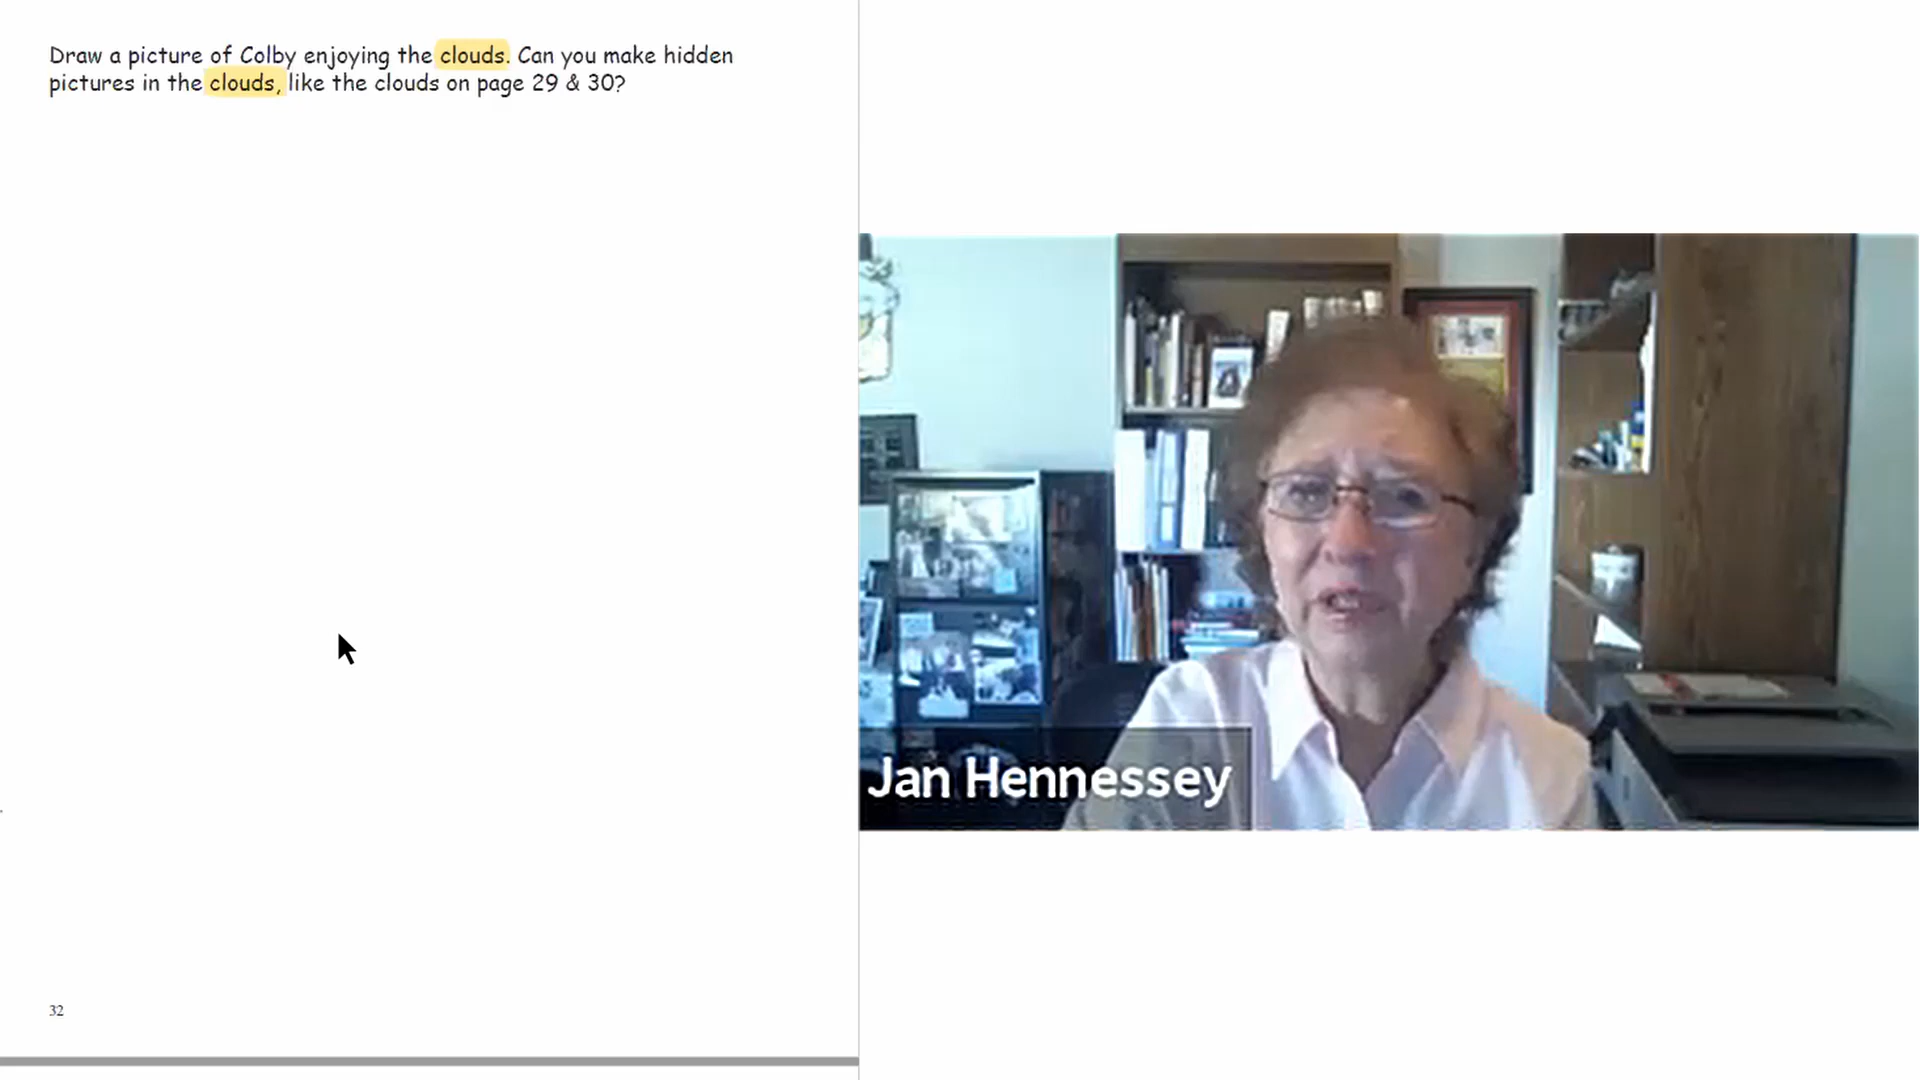 Draw a picture of Colby enjoying the clouds. Can you make hidden
pictures in the clouds, like the clouds on page 29 & 30?
32
Jan Hennessey